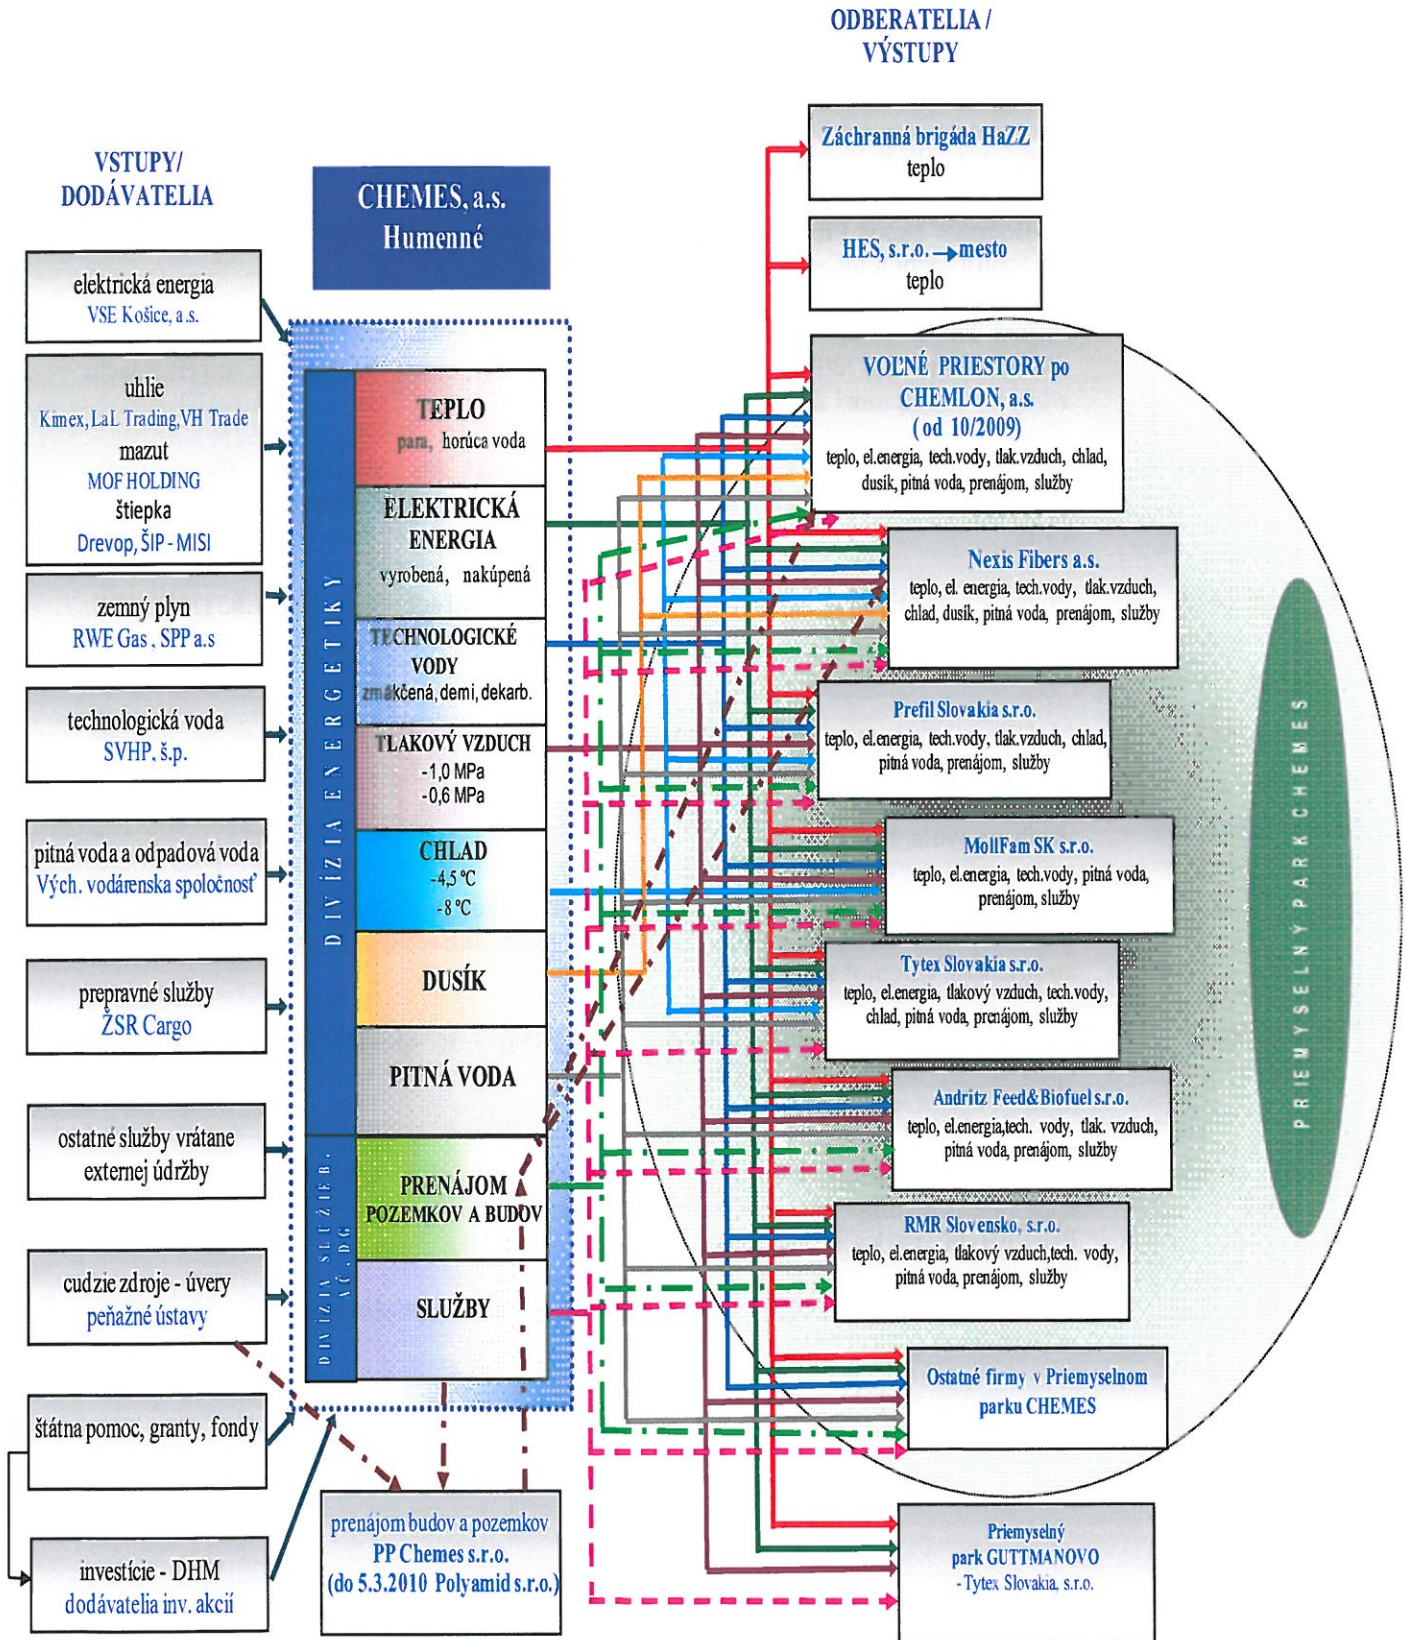 ODBERATELIA /
VÝSTUPY
VSTUPY/
DODÁVATELIA
CHEMES, a.s.
Humenné
elektrická energia
VSE Košice, a.s.
uhlie
Kimex, LaL Trading, VH Trade
mazut
MOF HOLDING
štiepka
Drevop, ŠIP - MISI
zemný plyn
RWE Gas , SPP a.s
technologická voda
SVHP, š.p.
pitná voda a odpadová voda
Vých. vodárenska spoločnosť
prepravné služby
ŽSR Cargo
ostatné služby vrátane
externej údržby
cudzie zdroje - úvery
peňažné ústavy
štátna pomoc, granty, fondy
investície - DHM
dodávatelia inv. akcií
DIVÍZIA ENERGETIKY
TEPLO
para, horúca voda
ELEKTRICKÁ
ENERGIA
vyrobená, nakúpená
TECHNOLOGICKÉ
VODY
zmäkčená, demi, dekarb.
TLAKOVÝ VZDUCH
-1,0 MPa
-0,6 MPa
CHLAD
-4,5 °C
-8 °C
DUSÍK
PITNÁ VODA
DIVÍZIA SLUŽIEB.
AČ.DG
PRENÁJOM
POZEMKOV A BUDOV
SLUŽBY
prenájom budov a pozemkov
PP Chemes s.r.o.
(do 5.3.2010 Polyamid s.r.o.)
Záchranná brigáda HaZZ
teplo
HES, s.r.o. → mesto
teplo
VOĽNÉ PRIESTORY po
CHEMLON, a.s.
( od 10/2009)
teplo, el.energia, tech.vody, tlak.vzduch, chlad,
dusik, pitná voda, prenájom, služby
Nexis Fibers a.s.
teplo, el. energia, tech.vody, tlak.vzduch,
chlad, dusík, pitná voda, prenájom, služby
Prefil Slovakia s.r.o.
teplo, el.energia, tech.vody, tlak.vzduch, chlad,
pitná voda, prenájom, služby
MollFam SK s.r.o.
teplo, el.energia, tech.vody, pitná voda,
prenájom, služby
Tytex Slovakia s.r.o.
teplo, el.energia, tlakový vzduch, tech.vody,
chlad, pitná voda, prenájom, služby
Andritz Feed&Biofuel s.r.o.
teplo, el.energia,tech. vody, tlak. vzduch,
pitná voda, prenájom, služby
RMR Slovensko, s.r.o.
teplo, el.energia, tlakový vzduch,tech. vody,
pitná voda, prenájom, služby
Ostatné firmy v Priemyselnom
parku CHEMES
Priemyselný
park GUTTMANOVO
- Tytex Slovakia, s.r.o.
PRIEMYSELNY PARK CHEMES